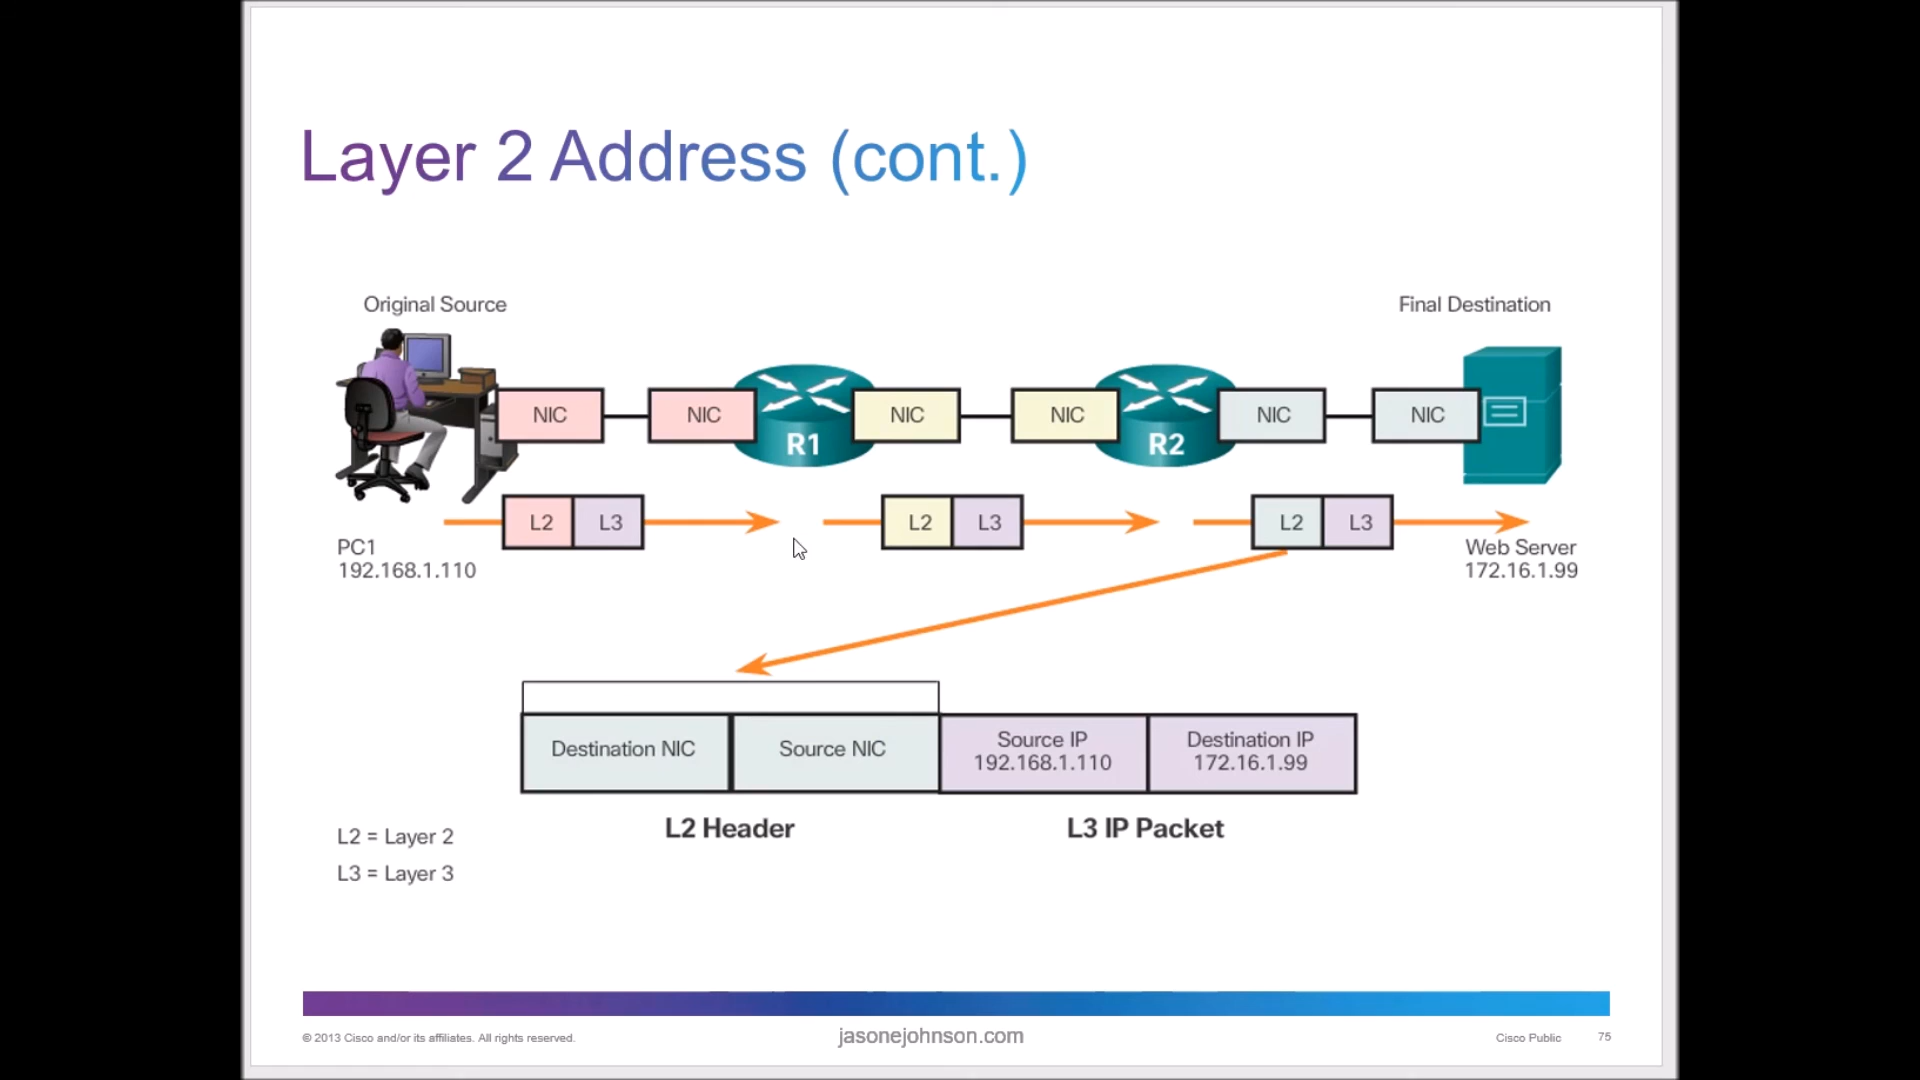 Layer 2 Address (cont.)
Original Source
Final Destination
NIC
NIC
NIC
NIC
NIC
NIC
R1
R2
L2
L3
L2
L3
L2
L3
PC1
192.168.1.110
Web Server
172.16.1.99
Destination NIC
Source NIC
Source IP
192.168.1.110
Destination IP
172.16.1.99
L2 Header
L3 IP Packet
L2 = Layer 2
L3 = Layer 3
© 2013 Cisco and/or its affiliates. All rights reserved.
jasonejohnson.com
Cisco Public
75